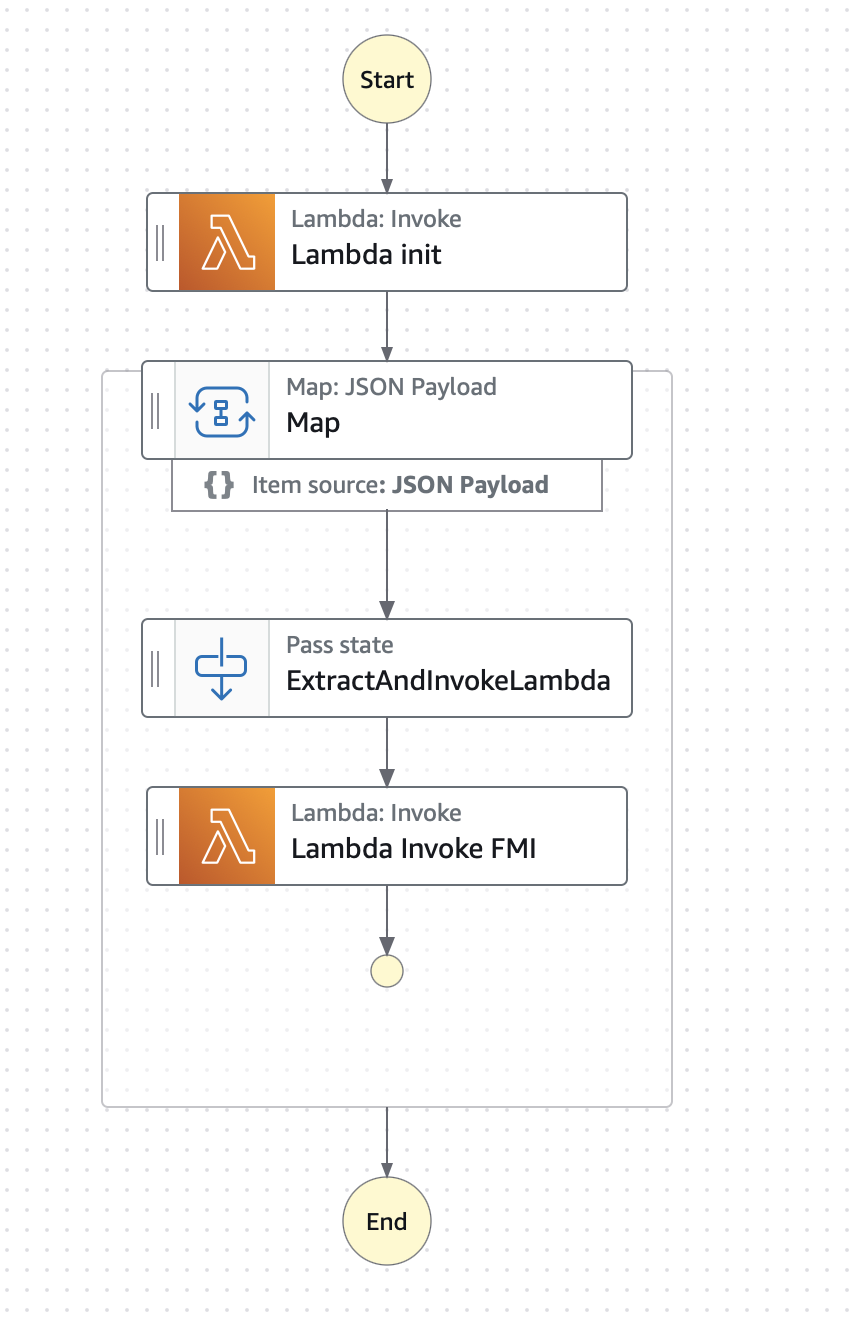 Start
Lambda: Invoke
Lambda init
Map: JSON Payload
Map
{} Item source: JSON Payload
Pass state
ExtractAndInvokeLambda
Lambda: Invoke
Lambda Invoke FMI
End